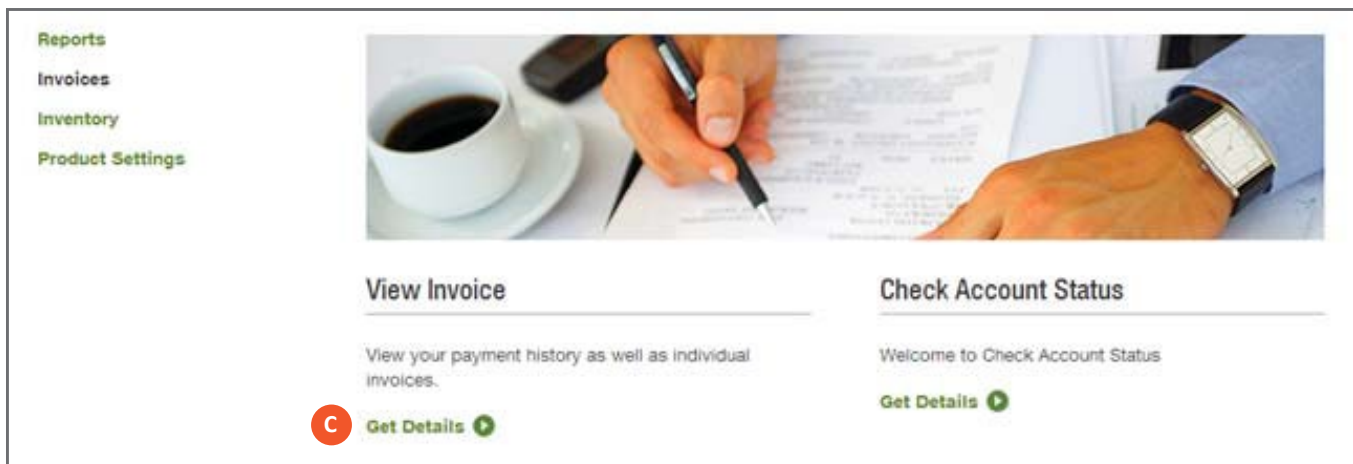 Reports
Invoices
Inventory
Product Settings
View Invoice
View your payment history as well as individual
invoices.
C
Get Details
Check Account Status
Welcome to Check Account Status
Get Details